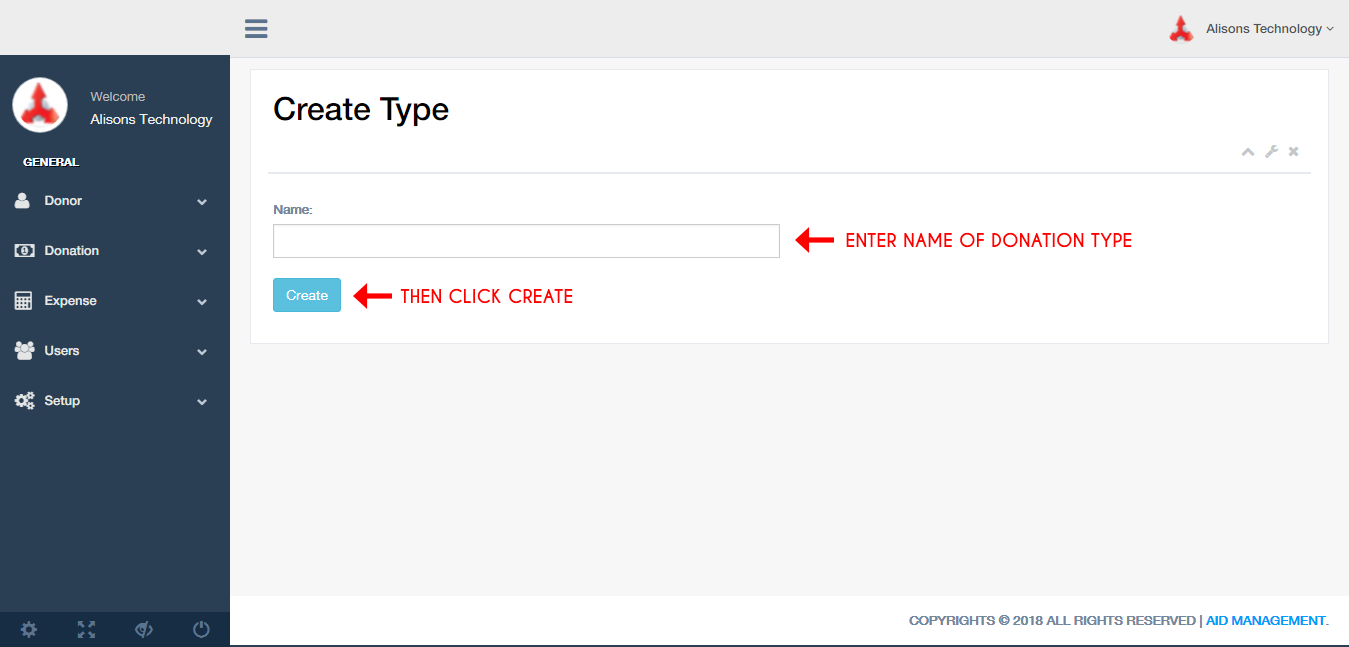 Alisons Technology
Welcome
Alisons Technology
GENERAL
Donor
Donation
Expense
Users
Setup
Create Type
Name:
ENTER NAME OF DONATION TYPE
Create
THEN CLICK CREATE
COPYRIGHTS © 2018 ALL RIGHTS RESERVED | AID MANAGEMENT.